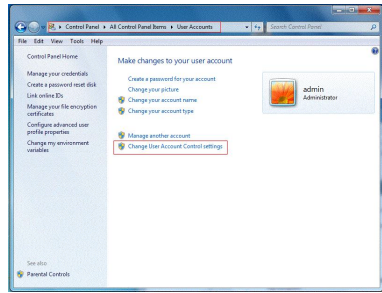 Control Panel ▸ All Control Panel Items ▸ User Accounts
Search Control Panel
File Edit View Tools Help
Control Panel Home
Manage your credentials
Create a password reset disk
Link online IDs
Manage your file encryption
certificates
Configure advanced user
profile properties
Change my environment
variables
See also
Parental Controls
Make changes to your user account
Create a password for your account
Change your picture
Change your account name
Change your account type
Manage another account
Change User Account Control settings
admin
Administrator